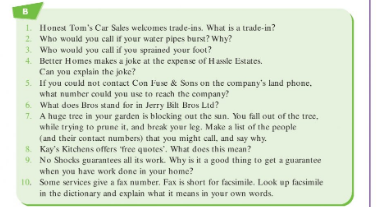 B
1. Honest Tom's Car Sales welcomes trade-ins. What is a trade-in?
2. Who would you call if your water pipes burst? Why?
3. Who would you call if you sprained your foot?
4. Better Homes makes a joke at the expense of Hassle Estates.
Can you explain the joke?
5. If you could not contact Con Fuse & Sons on the company's land phone,
what number could you use to reach the company?
6. What does Bros stand for in Jerry Bilt Bros Ltd?
7. A huge tree in your garden is blocking out the sun. You fall out of the tree,
while trying to prune it, and break your leg. Make a list of the people
(and their contact numbers) that you might call, and say why.
8. Kay's Kitchens offers 'free quotes'. What does this mean?
9. No Shocks guarantees all its work. Why is it a good thing to get a guarantee
when you have work done in your home?
10. Some services give a fax number. Fax is short for facsimile. Look up facsimile
in the dictionary and explain what it means in your own words.